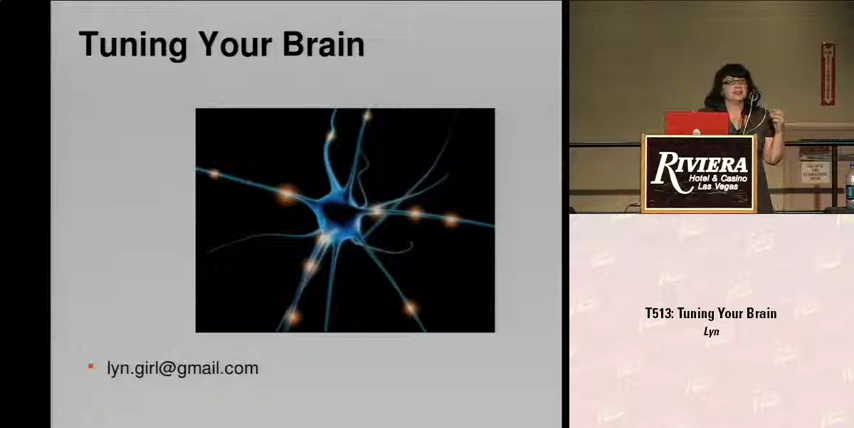 Tuning Your Brain
lyn.girl@gmail.com
RIVIERA
Hotel & Casino
Las Vegas
T513: Tuning Your Brain
Lyn